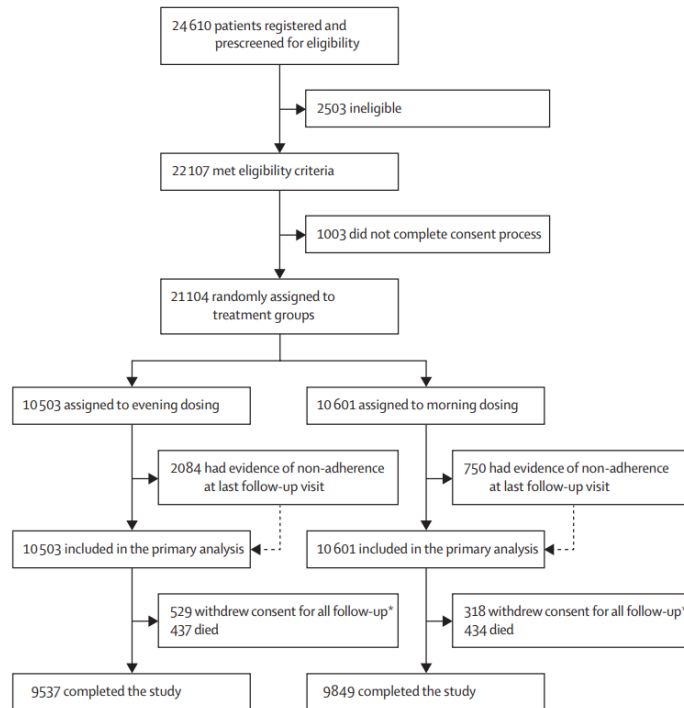 24 610 patients registered and
prescreened for eligibility
2503 ineligible
22 107 met eligibility criteria
1003 did not complete consent process
21 104 randomly assigned to
treatment groups
10 503 assigned to evening dosing
10 601 assigned to morning dosing
2084 had evidence of non-adherence
at last follow-up visit
750 had evidence of non-adherence
at last follow-up visit
10 503 included in the primary analysis
10 601 included in the primary analysis
529 withdrew consent for all follow-up*
437 died
318 withdrew consent for all follow-up*
434 died
9537 completed the study
9849 completed the study